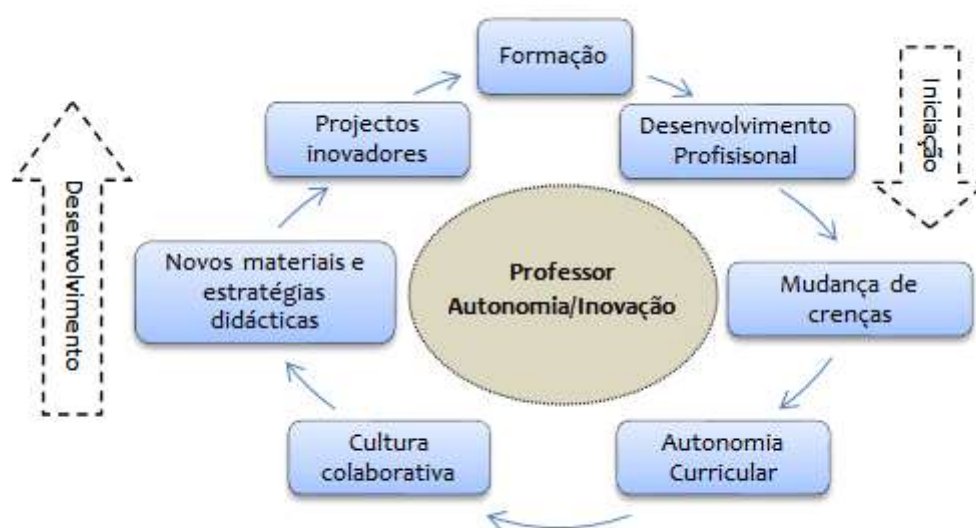 Formação
Iniciação
Projectos
inovadores
Desenvolvimento
Profisisonal
Desenvolvimento
Novos materiais e
estratégias
didácticas
Professor
Autonomia/Inovação
Mudança de
crenças
Cultura
colaborativa
Autonomia
Curricular